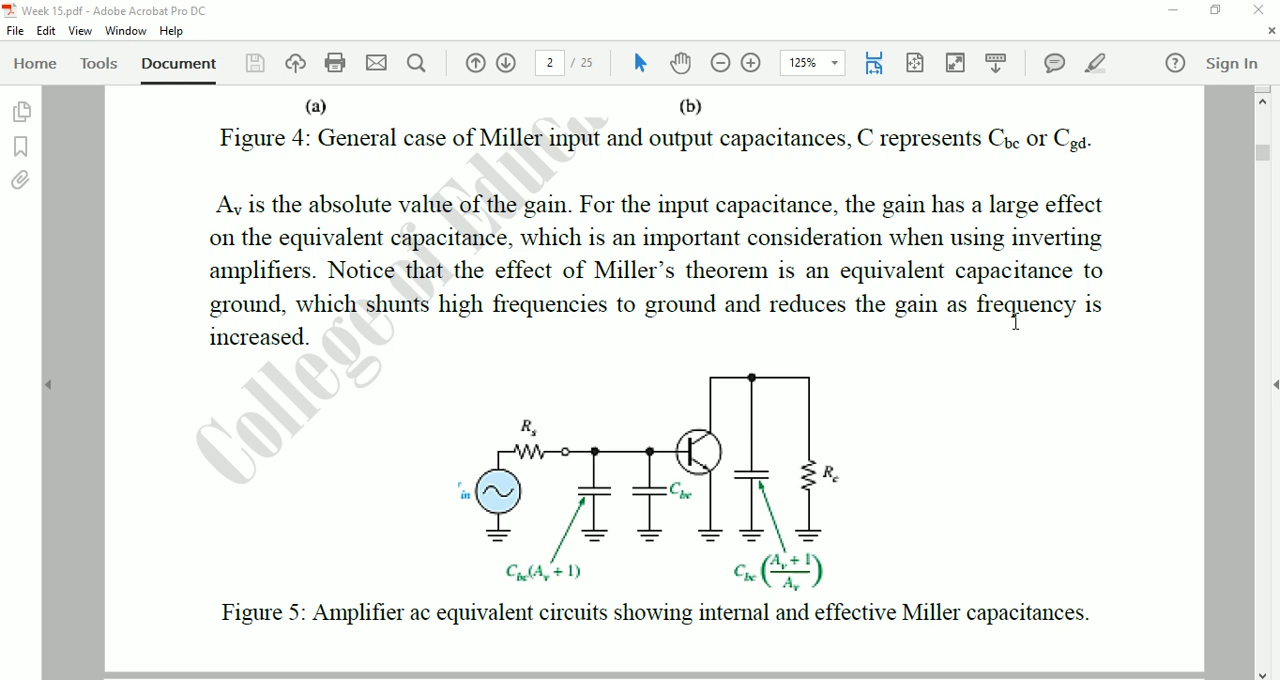 Week 15.pdf - Adobe Acrobat Pro DC
File Edit View Window Help
Home Tools Document 2 / 25 125% Sign In
(a) (b)
Figure 4: General case of Miller input and output capacitances, C represents Cbc or Cgd.
Av is the absolute value of the gain. For the input capacitance, the gain has a large effect
on the equivalent capacitance, which is an important consideration when using inverting
amplifiers. Notice that the effect of Miller's theorem is an equivalent capacitance to
ground, which shunts high frequencies to ground and reduces the gain as frequency is
increased.
College of Educa
Rs
in
Cbe
Rc
Cbc(Av + 1)
Cbc(Av + 1 / Av)
Figure 5: Amplifier ac equivalent circuits showing internal and effective Miller capacitances.